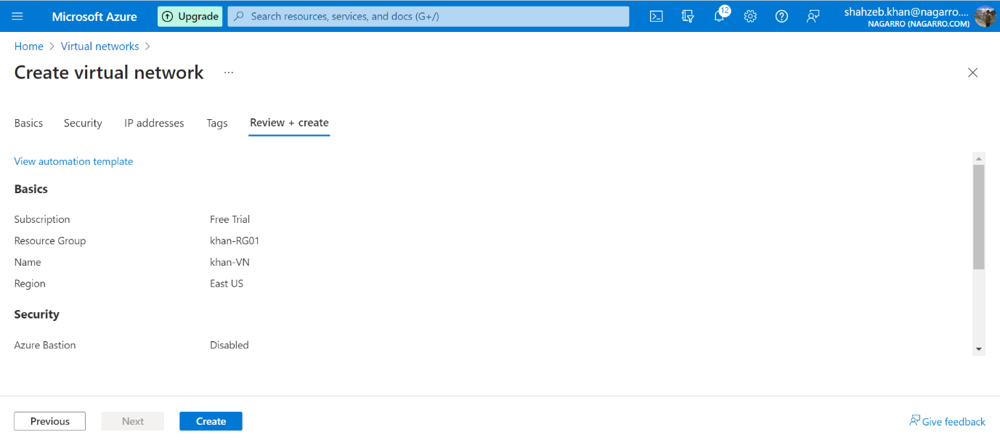 Microsoft Azure
Upgrade
Search resources, services, and docs (G+/)
12
shahzeb.khan@nagarro....
NAGARRO (NAGARRO.COM)
Home > Virtual networks >
Create virtual network ...
Basics Security IP addresses Tags Review + create
View automation template
Basics
Subscription Free Trial
Resource Group khan-RG01
Name khan-VN
Region East US
Security
Azure Bastion Disabled
Previous Next Create Give feedback